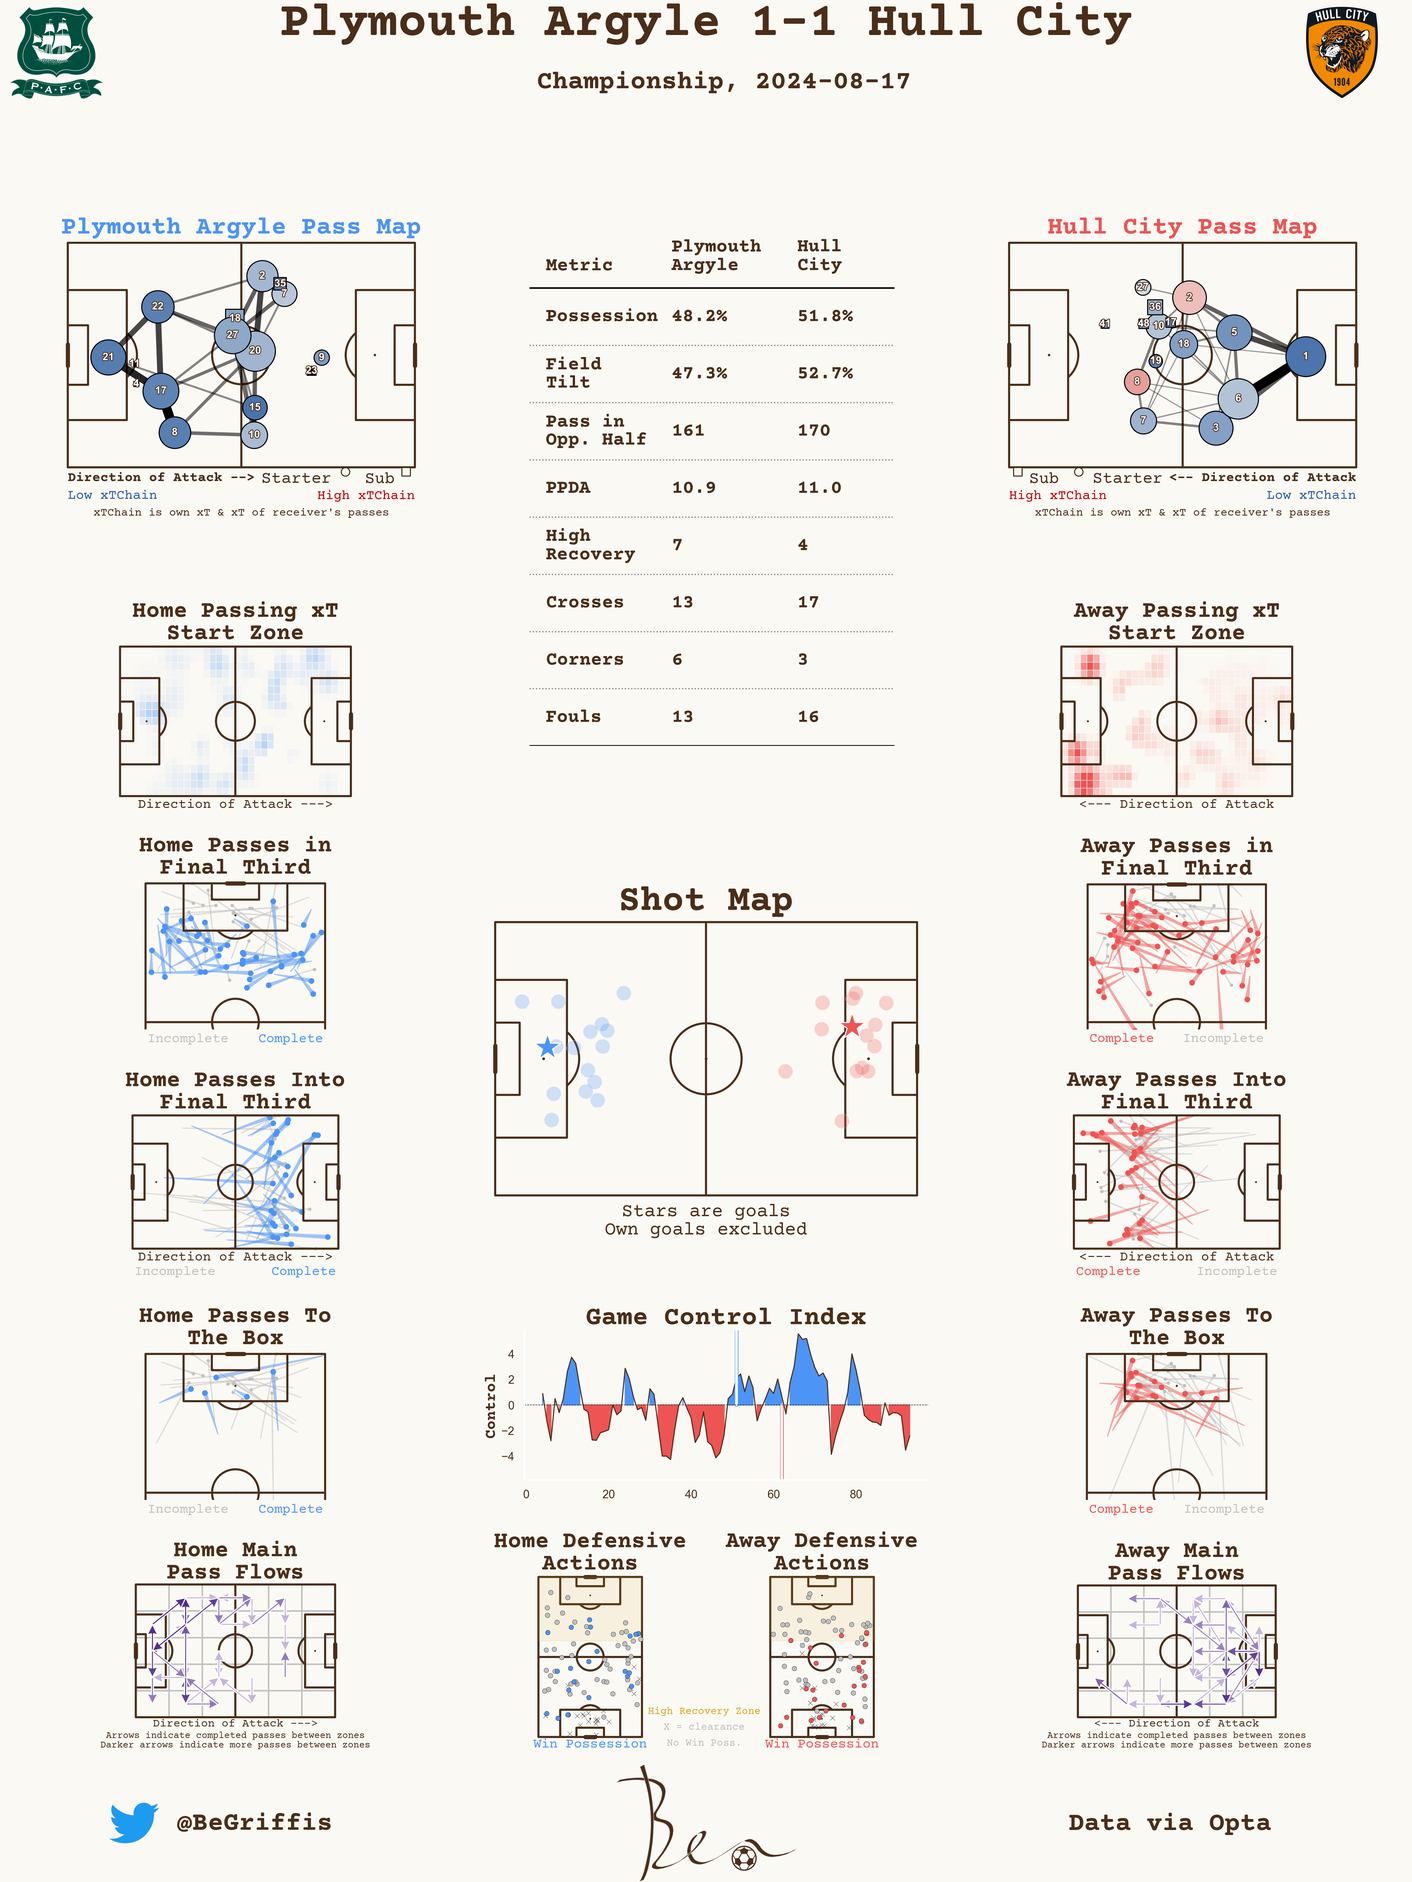 Plymouth Argyle 1-1 Hull City
Championship, 2024-08-17
P·A·F·C
HULL CITY
1904
Plymouth Argyle Pass Map
2
35
7
22
18
27
20
21
11
4
17
9
23
15
8
10
Direction of Attack --> Starter Sub
Low xTChain High xTChain
xTChain is own xT & xT of receiver's passes
Metric Plymouth Argyle Hull City
Possession 48.2% 51.8%
Field Tilt 47.3% 52.7%
Pass in Opp. Half 161 170
PPDA 10.9 11.0
High Recovery 7 4
Crosses 13 17
Corners 6 3
Fouls 13 16
Hull City Pass Map
27
2
36
41
48
10
17
5
18
1
19
8
6
7
3
Sub Starter <-- Direction of Attack
High xTChain Low xTChain
xTChain is own xT & xT of receiver's passes
Home Passing xT
Start Zone
Direction of Attack --->
Away Passing xT
Start Zone
<--- Direction of Attack
Home Passes in
Final Third
Incomplete Complete
Away Passes in
Final Third
Complete Incomplete
Shot Map
Stars are goals
Own goals excluded
Home Passes Into
Final Third
Direction of Attack --->
Incomplete Complete
Away Passes Into
Final Third
<--- Direction of Attack
Complete Incomplete
Home Passes To
The Box
Incomplete Complete
Game Control Index
Control
4
2
0
−2
−4
0 20 40 60 80
Away Passes To
The Box
Complete Incomplete
Home Main
Pass Flows
Direction of Attack --->
Arrows indicate completed passes between zones
Darker arrows indicate more passes between zones
Home Defensive
Actions
Win Possession
High Recovery Zone
X = clearance
No Win Poss.
Away Defensive
Actions
Win Possession
Away Main
Pass Flows
<--- Direction of Attack
Arrows indicate completed passes between zones
Darker arrows indicate more passes between zones
@BeGriffis
Ben
Data via Opta